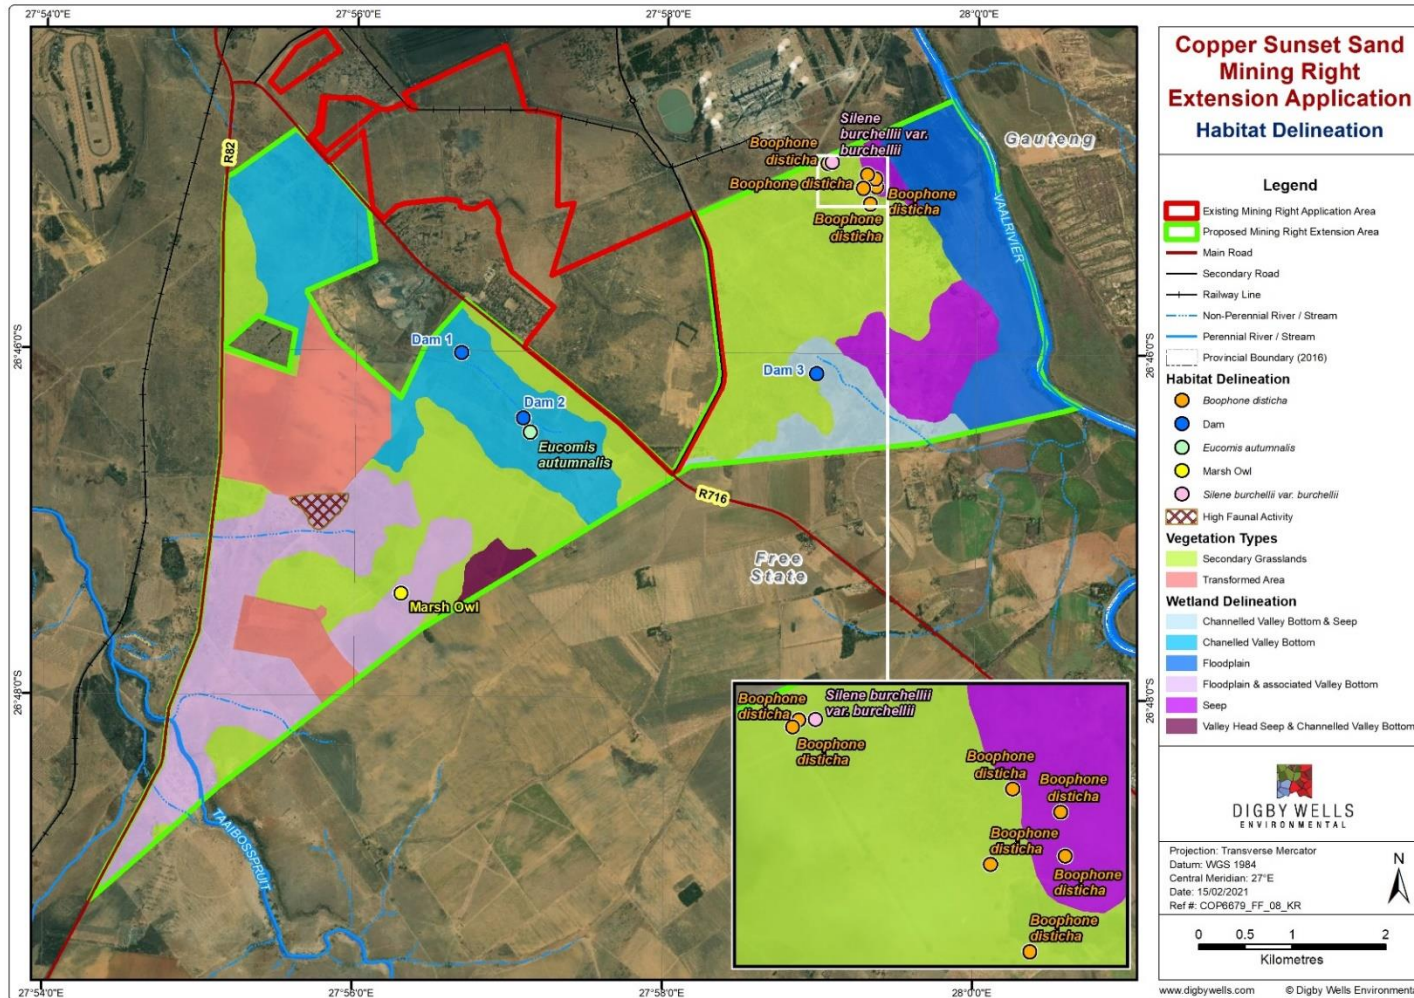 27°54'0"E
27°56'0"E
27°58'0"E
28°0'0"E
Copper Sunset Sand
Mining Right
Extension Application
Habitat Delineation
Legend
Existing Mining Right Application Area
Proposed Mining Right Extension Area
Main Road
Secondary Road
Railway Line
Non-Perennial River / Stream
Perennial River / Stream
Provincial Boundary (2016)
Habitat Delineation
Boophone disticha
Dam
Eucomis autumnalis
Marsh Owl
Silene burchellii var. burchellii
High Faunal Activity
Vegetation Types
Secondary Grasslands
Transformed Area
Wetland Delineation
Channelled Valley Bottom & Seep
Chanelled Valley Bottom
Floodplain
Floodplain & associated Valley Bottom
Seep
Valley Head Seep & Channelled Valley Bottom
DIGBY WELLS
ENVIRONMENTAL
Projection: Transverse Mercator
Datum: WGS 1984
Central Meridian: 27°E
Date: 15/02/2021
Ref #: COP6679_FF_08_KR
N
0 0.5 1 2
Kilometres
www.digbywells.com © Digby Wells Environmenta
R82
Gauteng
VAALRIVIER
Silene
burchellii var.
burchellii
Boophone
disticha
Boophone disticha
Boophone
disticha
Boophone
disticha
26°46'0"S
26°46'0"S
Dam 1
Dam 2
Dam 3
Eucomis
autumnalis
R716
Free
State
Marsh Owl
26°48'0"S
26°48'0"S
TAAIBOSSPRUIT
Boophone
disticha
Silene burchellii
var. burchellii
Boophone
disticha
Boophone
disticha
Boophone
disticha
Boophone
disticha
Boophone
disticha
Boophone
disticha
27°54'0"E
27°56'0"E
27°58'0"E
28°0'0"E